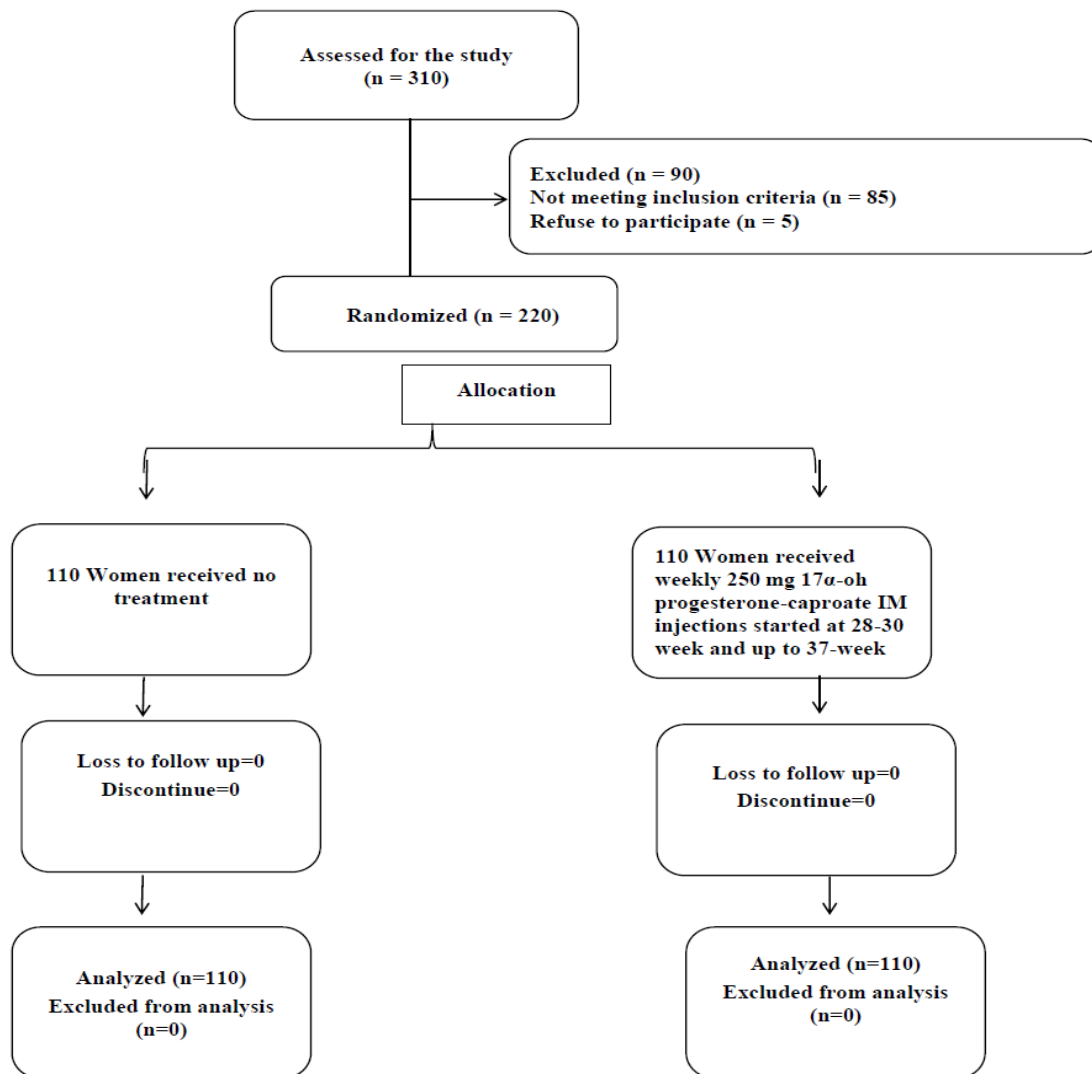 Assessed for the study
(n = 310)
Excluded (n = 90)
Not meeting inclusion criteria (n = 85)
Refuse to participate (n = 5)
Randomized (n = 220)
Allocation
110 Women received no
treatment
110 Women received
weekly 250 mg 17α-oh
progesterone-caproate IM
injections started at 28-30
week and up to 37-week
Loss to follow up=0
Discontinue=0
Loss to follow up=0
Discontinue=0
Analyzed (n=110)
Excluded from analysis
(n=0)
Analyzed (n=110)
Excluded from analysis
(n=0)